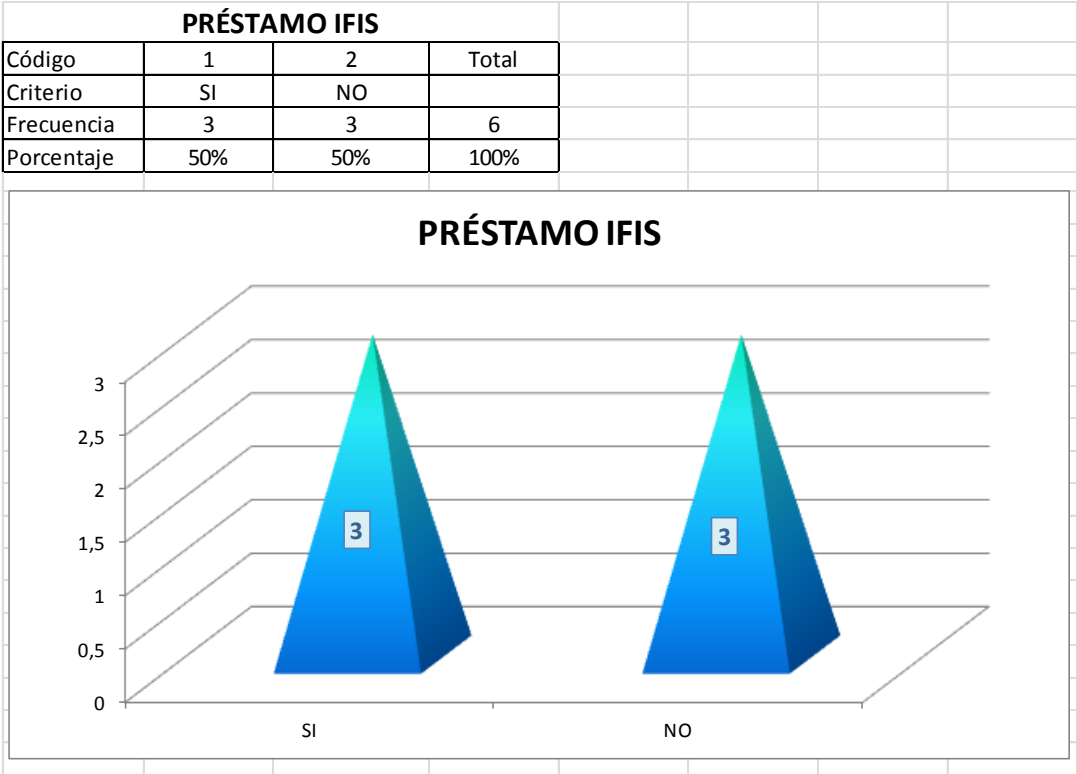 PRÉSTAMO IFIS
Código 1 2 Total
Criterio SI NO
Frecuencia 3 3 6
Porcentaje 50% 50% 100%
PRÉSTAMO IFIS
3
2,5
2
1,5
1
0,5
0
3 3
SI NO